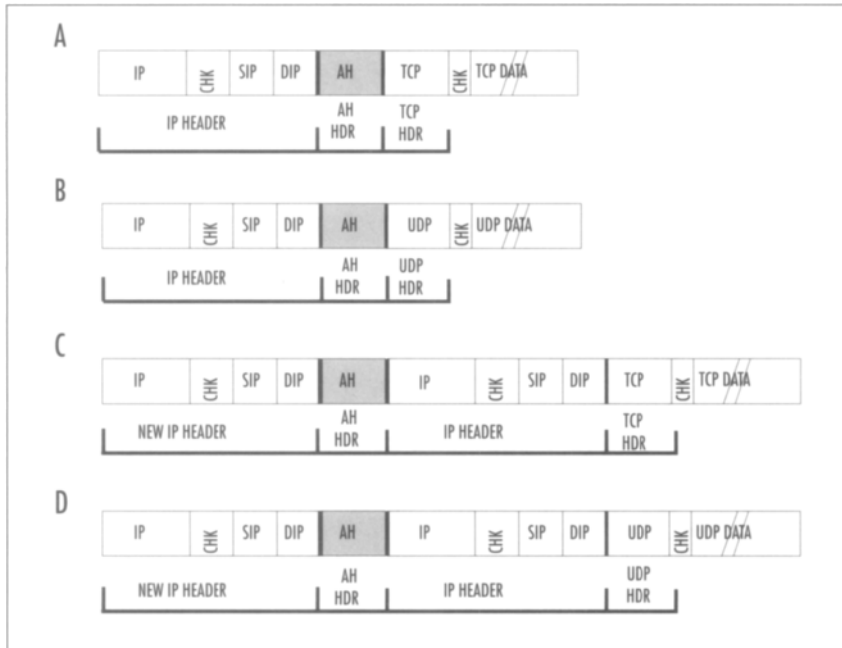 A
IP CHK SIP DIP AH TCP CHK TCP DATA
IP HEADER AH HDR TCP HDR
B
IP CHK SIP DIP AH UDP CHK UDP DATA
IP HEADER AH HDR UDP HDR
C
IP CHK SIP DIP AH IP CHK SIP DIP TCP CHK TCP DATA
NEW IP HEADER AH HDR IP HEADER TCP HDR
D
IP CHK SIP DIP AH IP CHK SIP DIP UDP CHK UDP DATA
NEW IP HEADER AH HDR IP HEADER UDP HDR